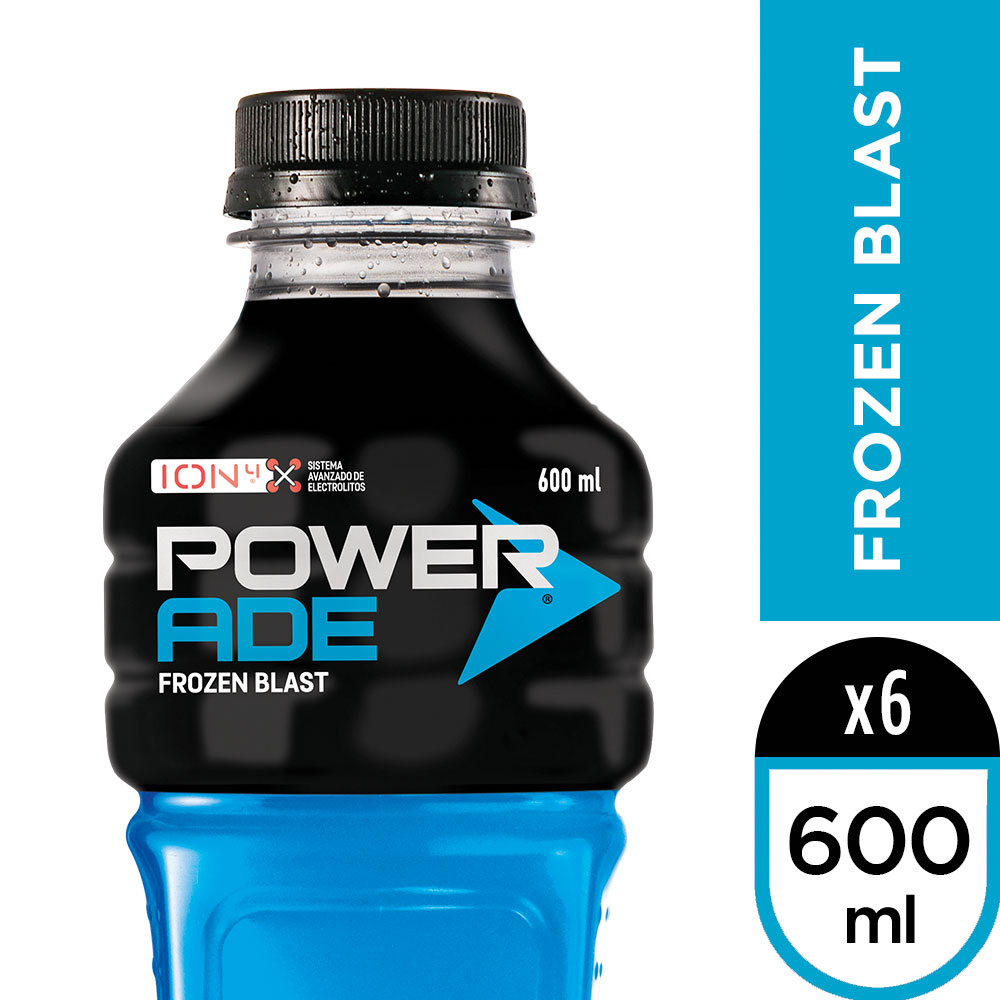 ION4
SISTEMA
AVANZADO DE
ELECTROLITOS
600 ml
POWER
ADE
®
FROZEN BLAST
FROZEN BLAST
x6
600
ml